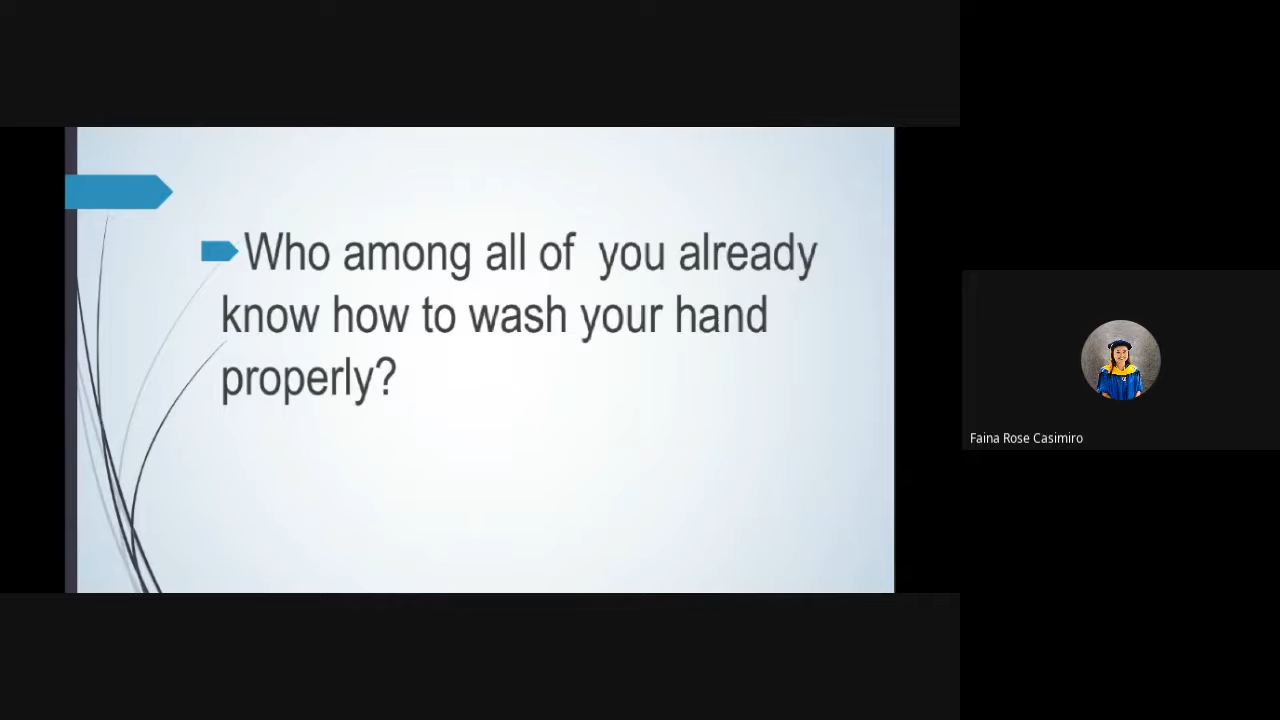 Who among all of  you already
know how to wash your hand
properly?
Faina Rose Casimiro